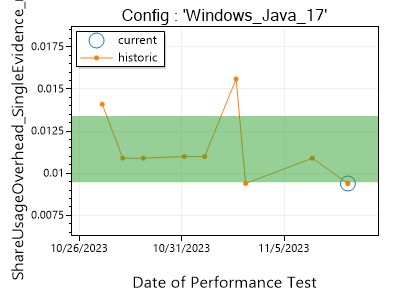 Config : 'Windows_Java_17'
ShareUsageOverhead_SingleEvidence_
current
historic
0.0175
0.015
0.0125
0.01
0.0075
10/26/2023
10/31/2023
11/5/2023
Date of Performance Test